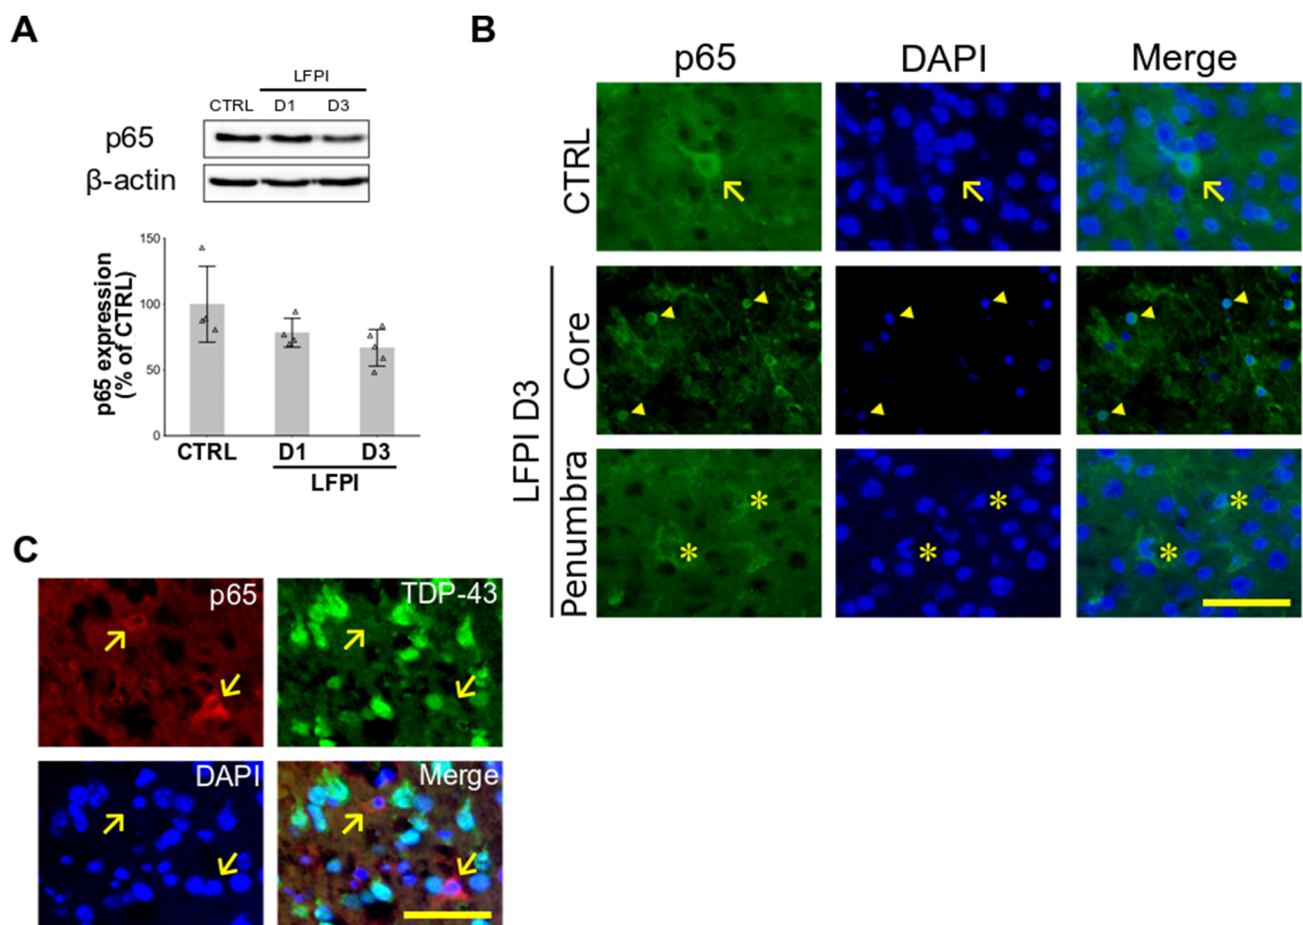 A
LFPI
CTRL D1 D3
p65
β-actin
p65 expression
(% of CTRL)
150
100
50
0
CTRL D1 D3
LFPI
B
p65 DAPI Merge
CTRL
LFPI D3
Core
Penumbra
* * *
* * *
C
p65 TDP-43
DAPI Merge